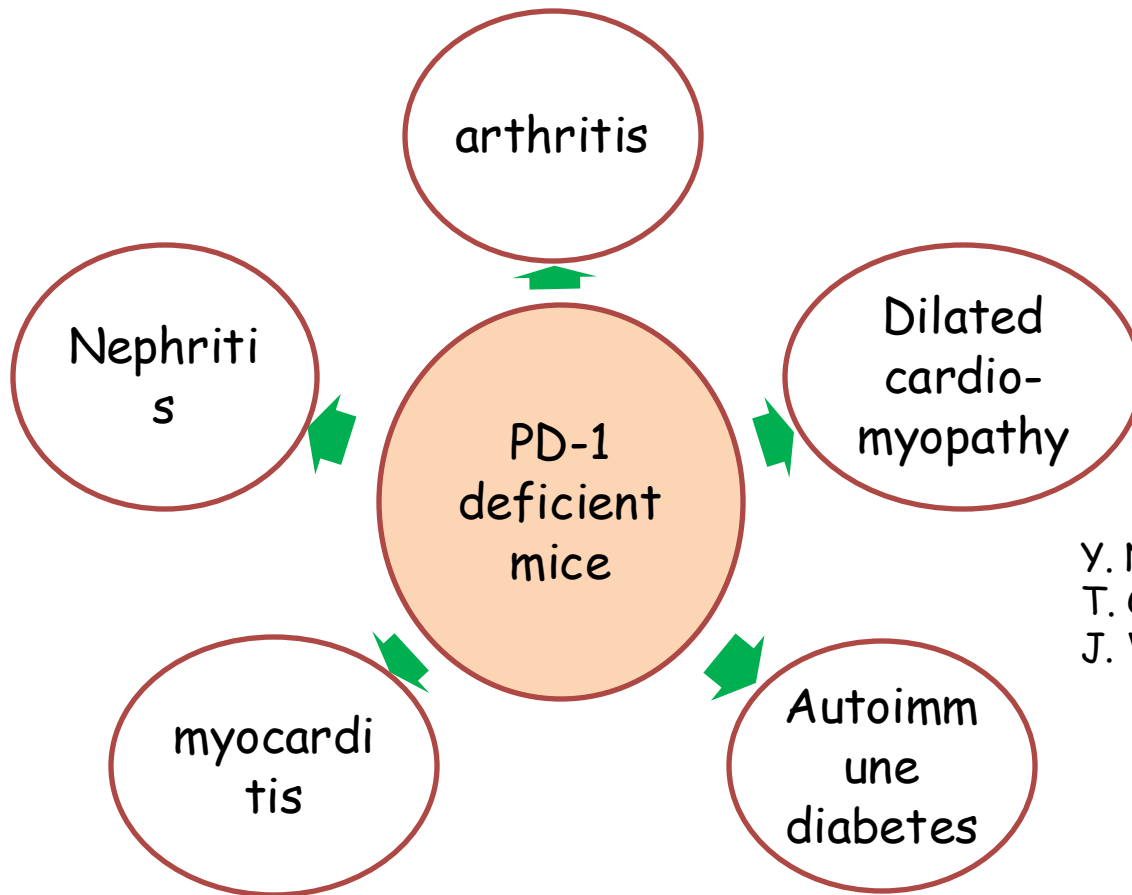 arthritis
Nephriti
s
Dilated
cardio-
myopathy
PD-1
deficient
mice
Y.
T.
J.
myocardi
tis
Autoimm
une
diabetes